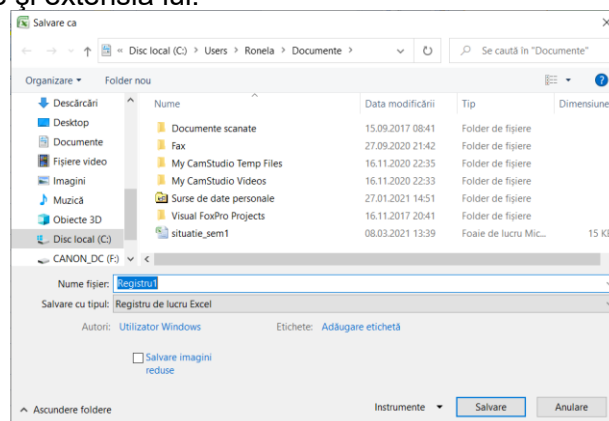 și extensia lui.
Salvare ca
« Disc local (C:) > Users > Ronela > Documente >
Se caută în "Documente"
Organizare
Folder nou
Descărcări
Desktop
Documente
Fișiere video
Imagini
Muzică
Obiecte 3D
Disc local (C:)
CANON_DC (F:)
Nume Data modificării Tip Dimensiune
Documente scanate 15.09.2017 08:41 Folder de fișiere
Fax 27.09.2020 21:42 Folder de fișiere
My CamStudio Temp Files 16.11.2020 22:35 Folder de fișiere
My CamStudio Videos 16.11.2020 22:33 Folder de fișiere
Surse de date personale 27.01.2021 14:51 Folder de fișiere
Visual FoxPro Projects 16.11.2017 20:41 Folder de fișiere
situatie_sem1 08.03.2021 13:39 Foaie de lucru Mic... 15 KB
Nume fișier: Registru1
Salvare cu tipul: Registru de lucru Excel
Autori: Utilizator Windows Etichete: Adăugare etichetă
Salvare imagini
reduse
Ascundere foldere
Instrumente Salvare Anulare